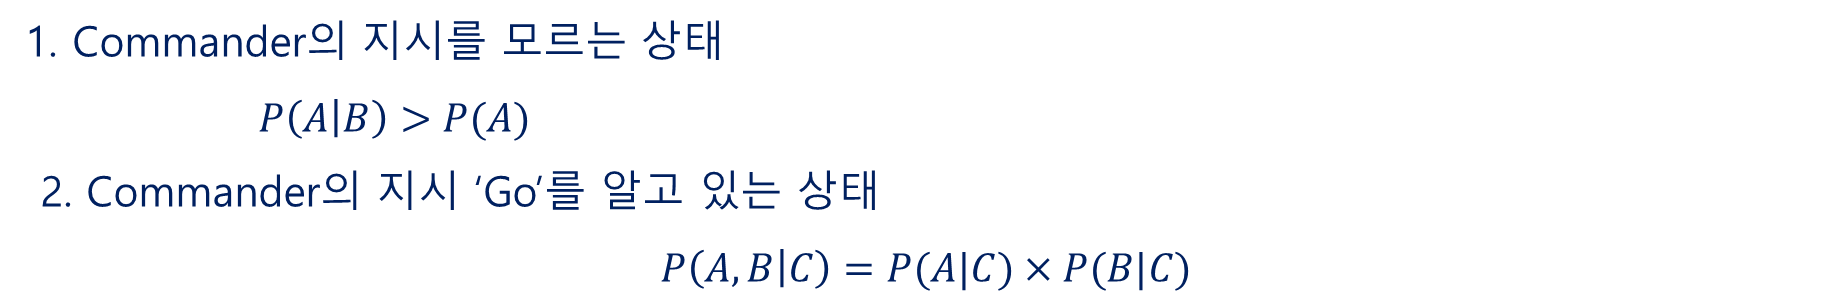 1. Commander의 지시를 모르는 상태
P(A|B) > P(A)
2. Commander의 지시 ‘Go’를 알고 있는 상태
P(A, B|C) = P(A|C) × P(B|C)